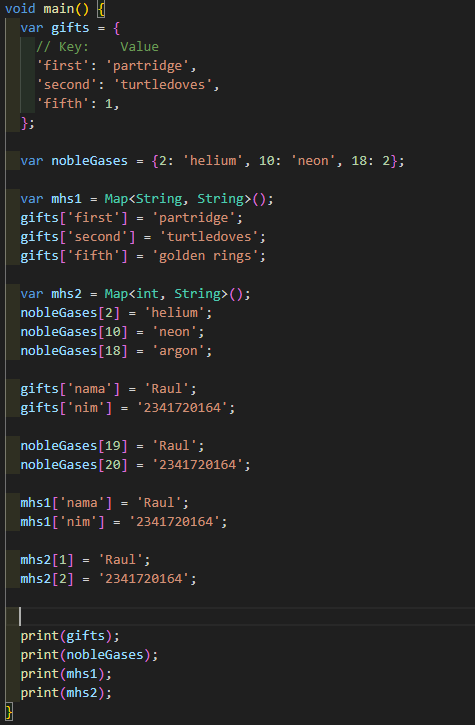 void main() {
  var gifts = {
    // Key:    Value
    'first': 'partridge',
    'second': 'turtledoves',
    'fifth': 1,
  };

  var nobleGases = {2: 'helium', 10: 'neon', 18: 2};

  var mhs1 = Map<String, String>();
  gifts['first'] = 'partridge';
  gifts['second'] = 'turtledoves';
  gifts['fifth'] = 'golden rings';

  var mhs2 = Map<int, String>();
  nobleGases[2] = 'helium';
  nobleGases[10] = 'neon';
  nobleGases[18] = 'argon';

  gifts['nama'] = 'Raul';
  gifts['nim'] = '2341720164';

  nobleGases[19] = 'Raul';
  nobleGases[20] = '2341720164';

  mhs1['nama'] = 'Raul';
  mhs1['nim'] = '2341720164';

  mhs2[1] = 'Raul';
  mhs2[2] = '2341720164';


  print(gifts);
  print(nobleGases);
  print(mhs1);
  print(mhs2);
}